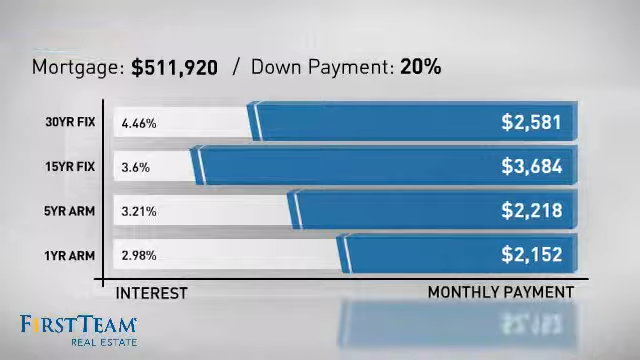 Mortgage: $511,920 / Down Payment: 20%
30YR FIX 4.46% $2,581
15YR FIX 3.6% $3,684
5YR ARM 3.21% $2,218
1YR ARM 2.98% $2,152
INTEREST MONTHLY PAYMENT
FIRSTTEAM®
REAL ESTATE